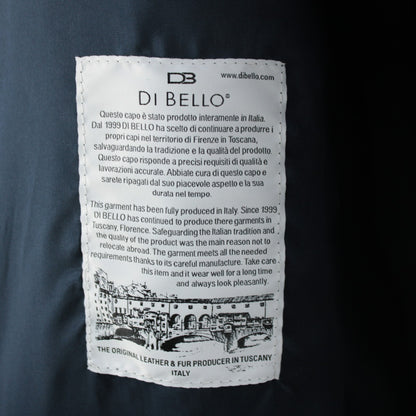 DB www.dibello.com
DI BELLO®
Questo capo è stato prodotto interamente in Italia.
Dal 1999 DI BELLO ha scelto di continuare a produrre i
propri capi nel territorio di Firenze in Toscana,
salvaguardando la tradizione e la qualità del prodotto.
Questo capo risponde a precisi requisiti di qualità e
lavorazioni accurate. Abbiate cura di questo capo e
sarete ripagati dal suo piacevole aspetto e la sua
durata nel tempo.
This garment has been fully produced in Italy. Since 1999
DI BELLO has continued to produce there garments in
Tuscany, Florence. Safeguarding the Italian tradition and
the quality of the product was the main reason not to
relocate abroad. The garment meets all the needed
requirements thanks to its careful manufacture. Take care
this item and it wear well for a long time
and always look pleasantly.
THE ORIGINAL LEATHER & FUR PRODUCER IN TUSCANY
ITALY